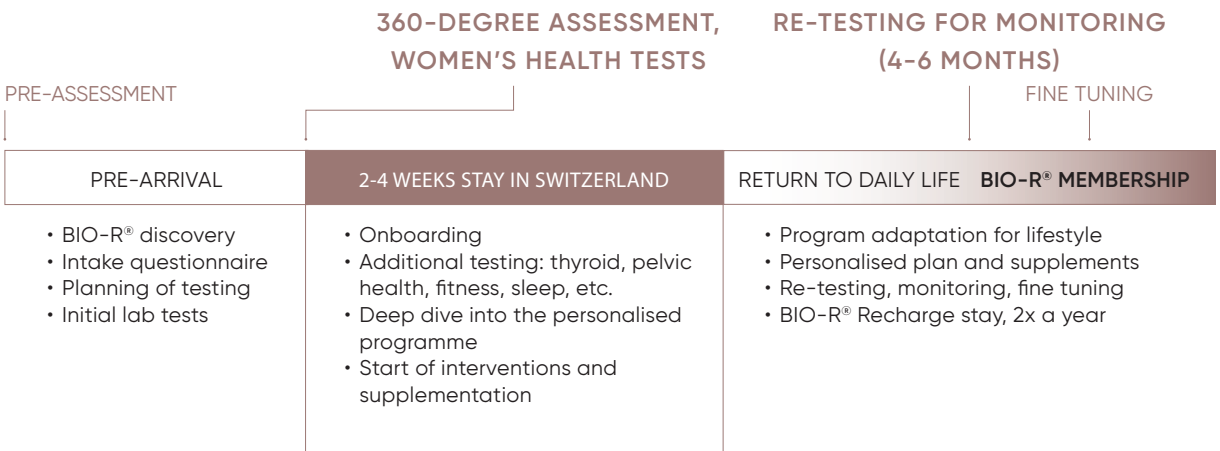 360-DEGREE ASSESSMENT,
WOMEN'S HEALTH TESTS
RE-TESTING FOR MONITORING
(4-6 MONTHS)
PRE-ASSESSMENT
FINE TUNING
PRE-ARRIVAL
2-4 WEEKS STAY IN SWITZERLAND
RETURN TO DAILY LIFE BIO-R® MEMBERSHIP
• BIO-R® discovery
• Intake questionnaire
• Planning of testing
• Initial lab tests
• Onboarding
• Additional testing: thyroid, pelvic
health, fitness, sleep, etc.
• Deep dive into the personalised
programme
• Start of interventions and
supplementation
• Program adaptation for lifestyle
• Personalised plan and supplements
• Re-testing, monitoring, fine tuning
• BIO-R® Recharge stay, 2x a year